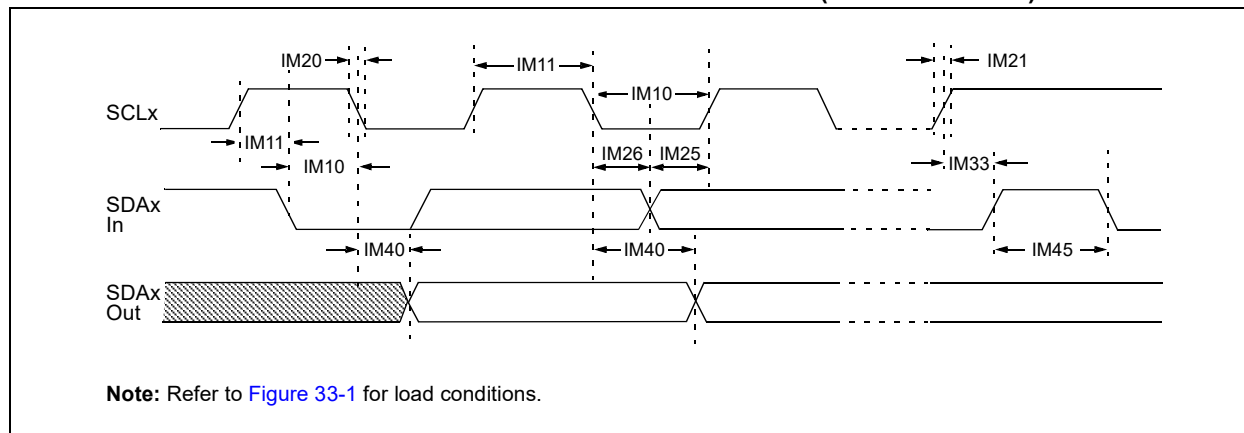 IM20
IM11
IM21
IM10
SCLx
IM11
IM10
IM26
IM25
IM33
SDAx
In
IM40
IM40
IM45
SDAx
Out
Note: Refer to Figure 33-1 for load conditions.